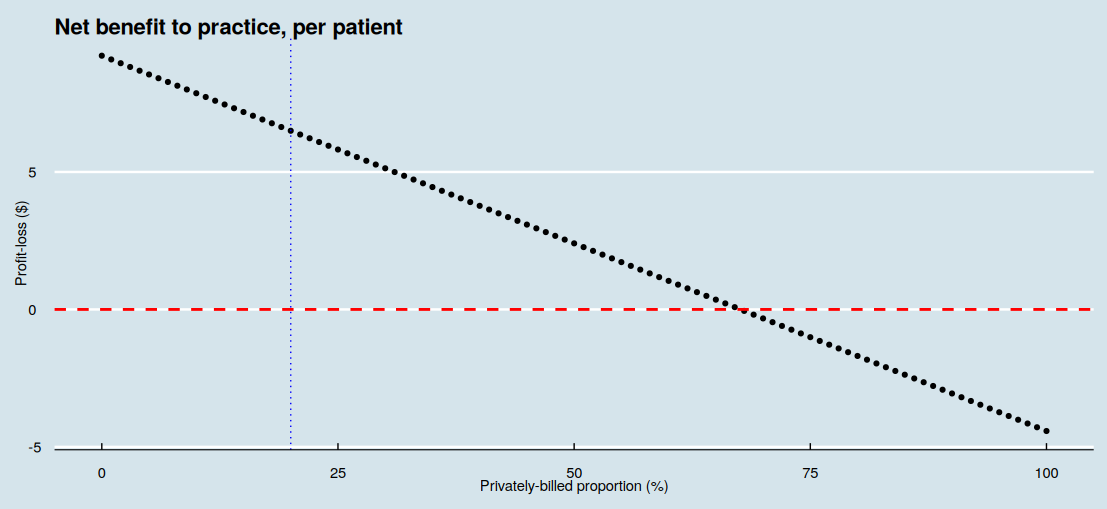 Net benefit to practice, per patient
Profit-loss ($)
5
0
-5
0 25 50 75 100
Privately-billed proportion (%)